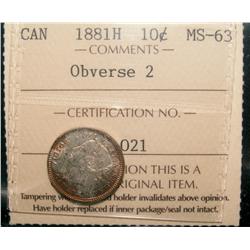 CAN 1881H 10¢ MS-63
COMMENTS
Obverse 2
CERTIFICATION NO.
021
ION THIS IS A
RIGINAL ITEM.
Tampering w holder invalidates above opinion.
Have holder replaced if inner package/seal not intact.